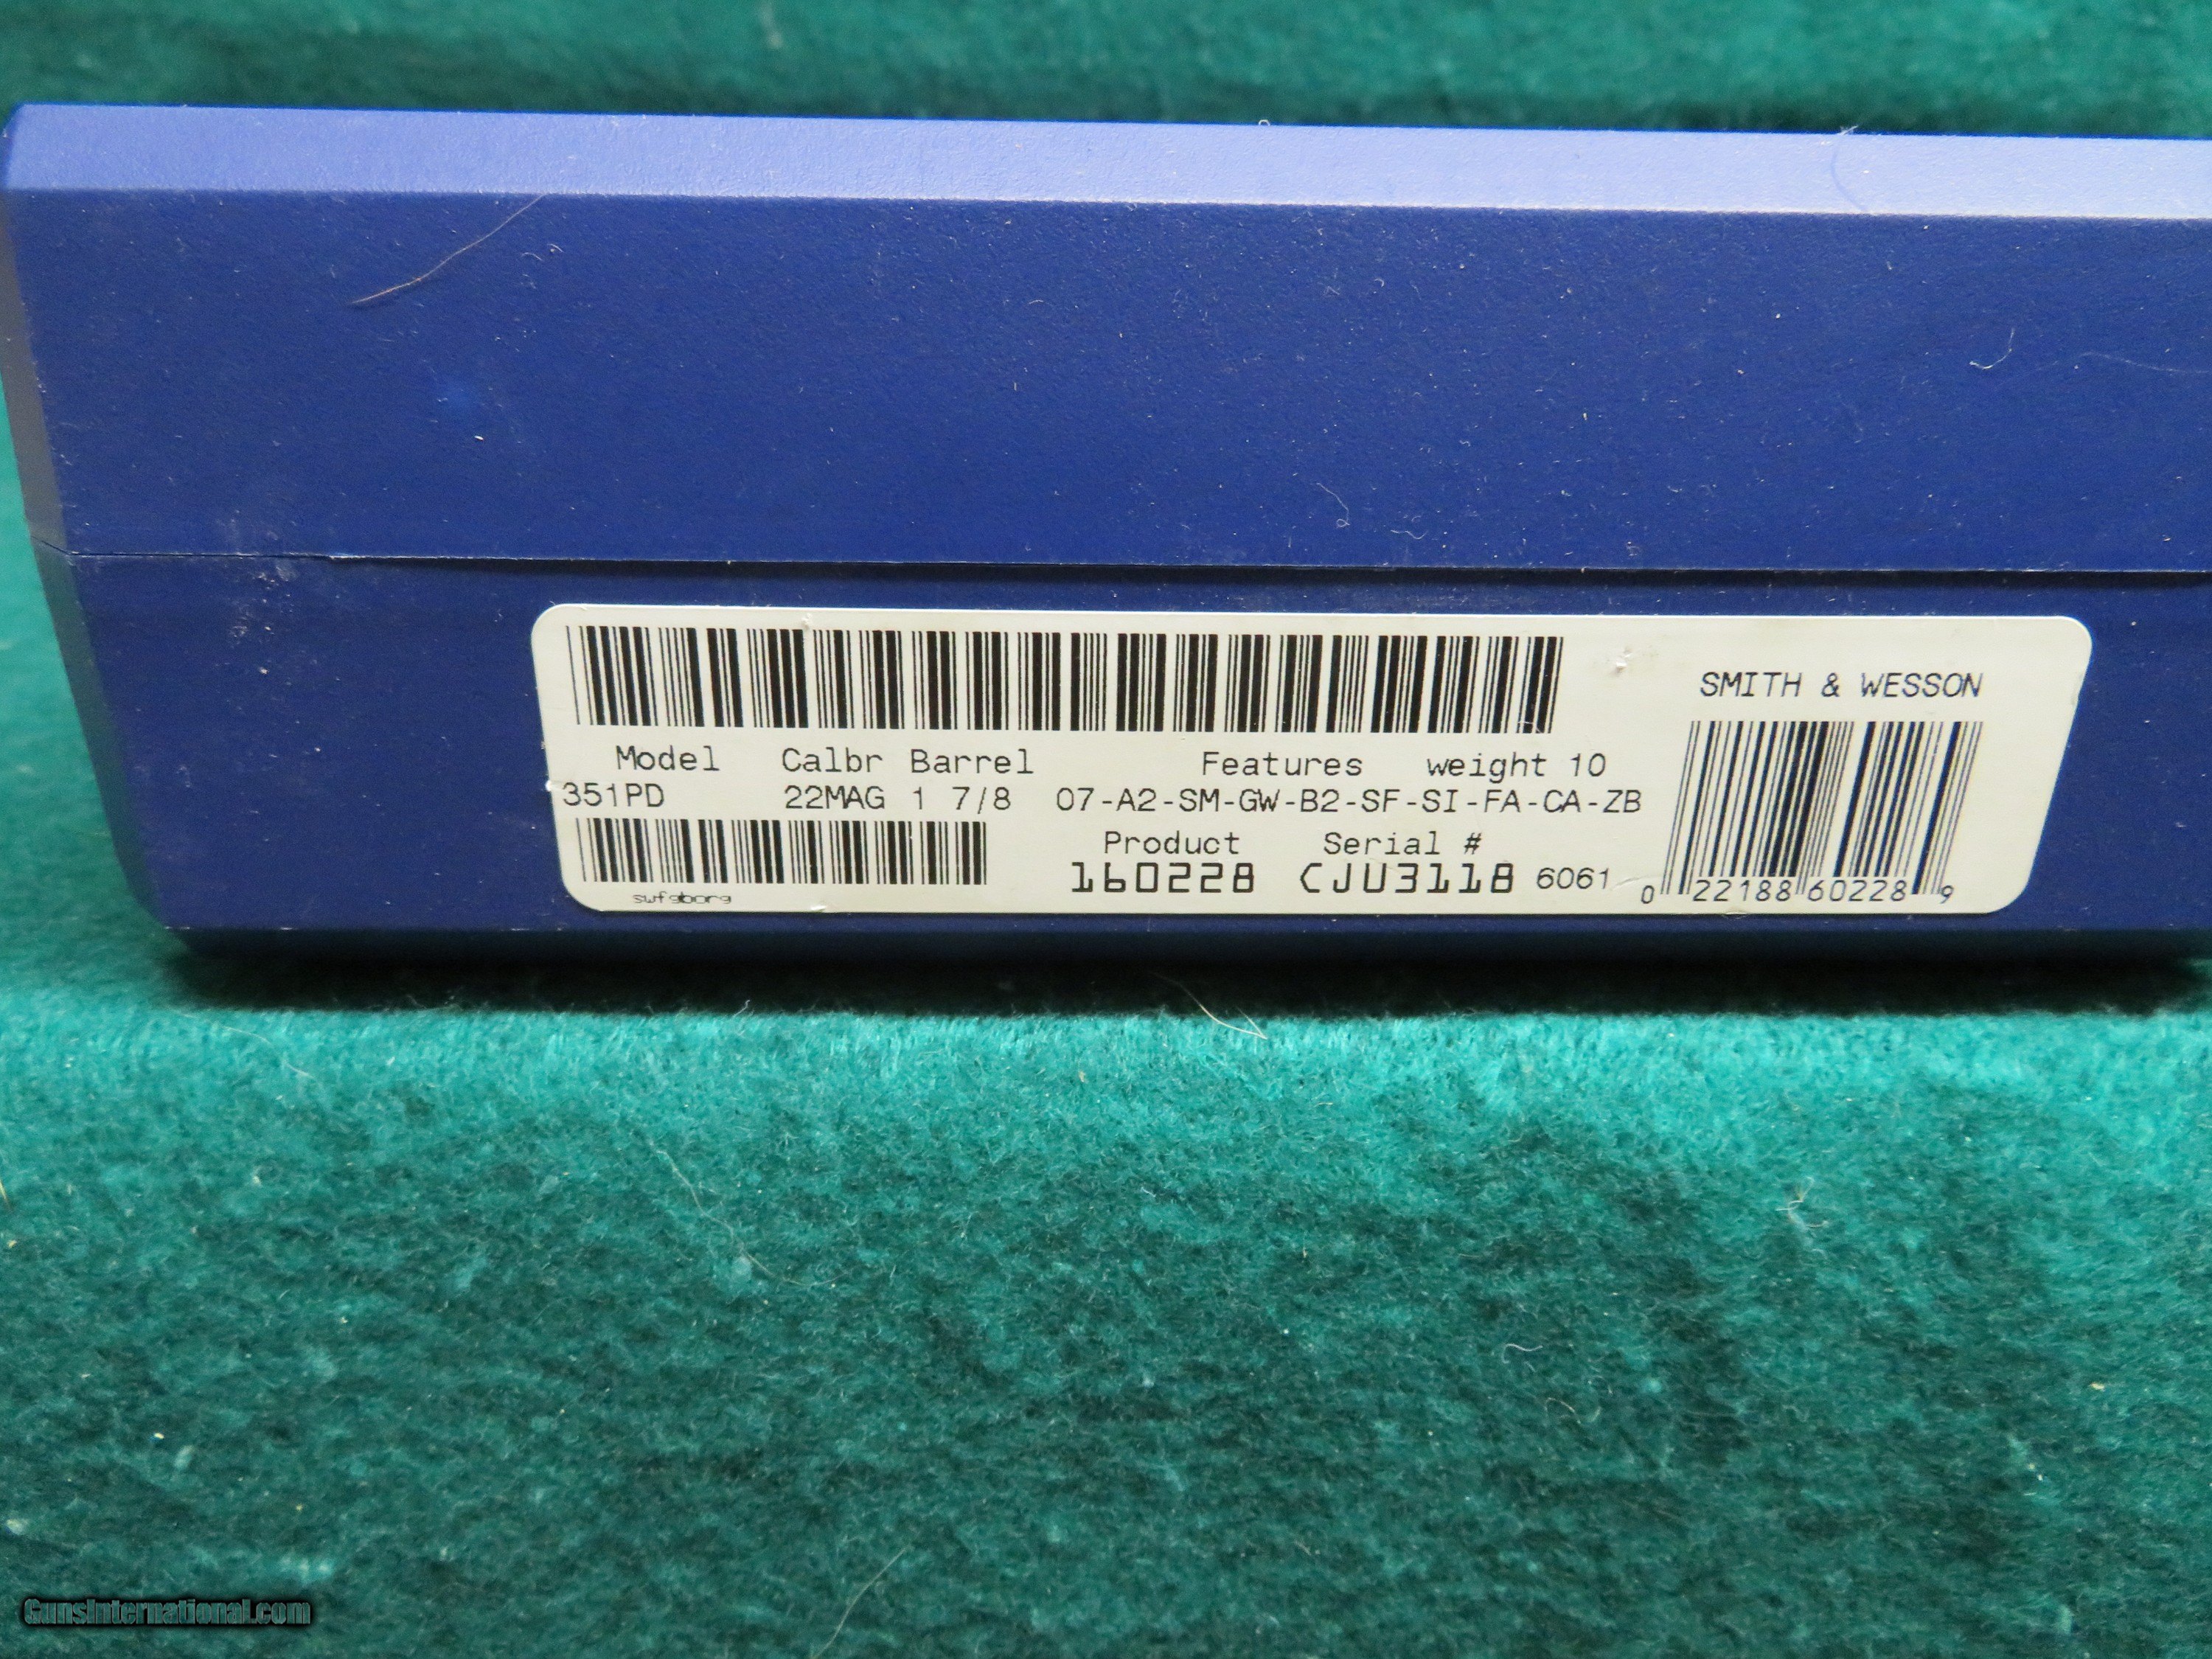 SMITH & WESSON
Model Calbr Barrel Features weight 10
351PD 22MAG 1 7/8 07-A2-SM-GW-B2-SF-SI-FA-CA-ZB
Product Serial #
160228 CJU3118 6061
swfgborg
0 22188 60228 9
GunsInternational.com